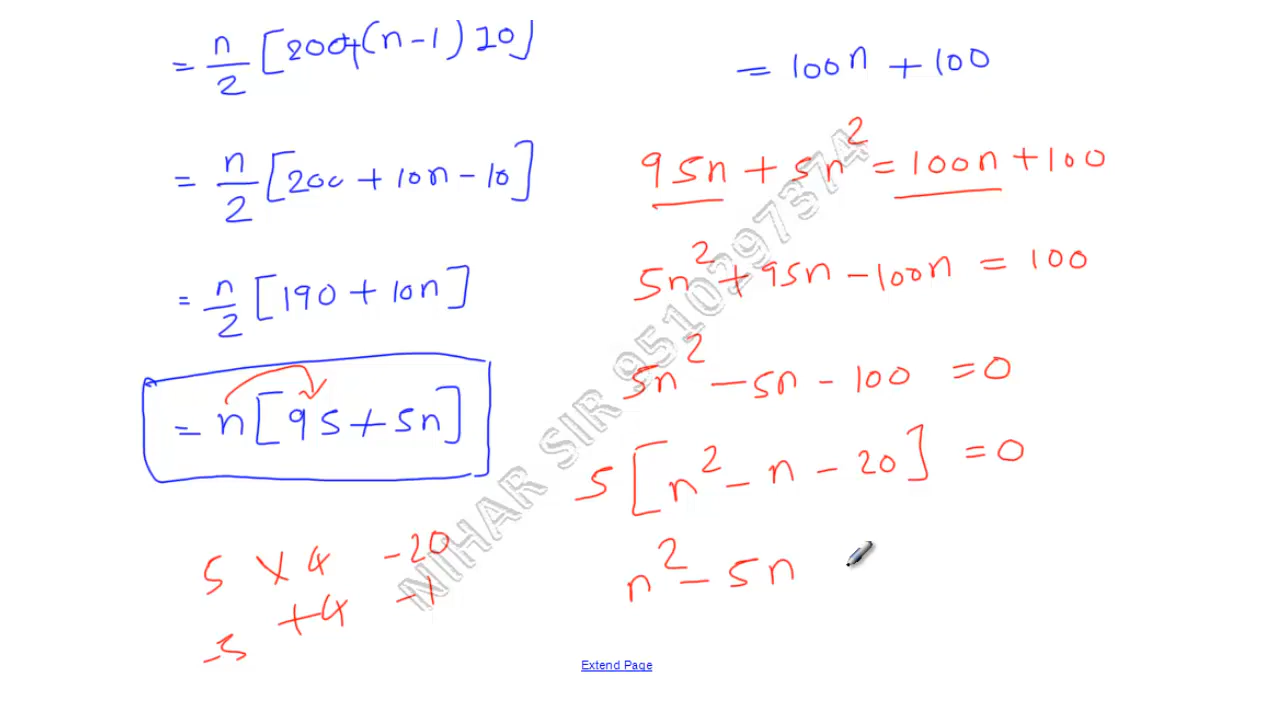 = n/2 [200+(n-1)10]
= n/2 [200 + 10n - 10]
= n/2 [190 + 10n]
= n[95+5n]
5 x 4 -20
-5 +4 -1
= 100n + 100
95n + 5n² = 100n + 100
5n² + 95n - 100n = 100
5n² - 5n - 100 = 0
5[n² - n - 20] = 0
n² - 5n
NIHAR SIR 9510297374
Extend Page